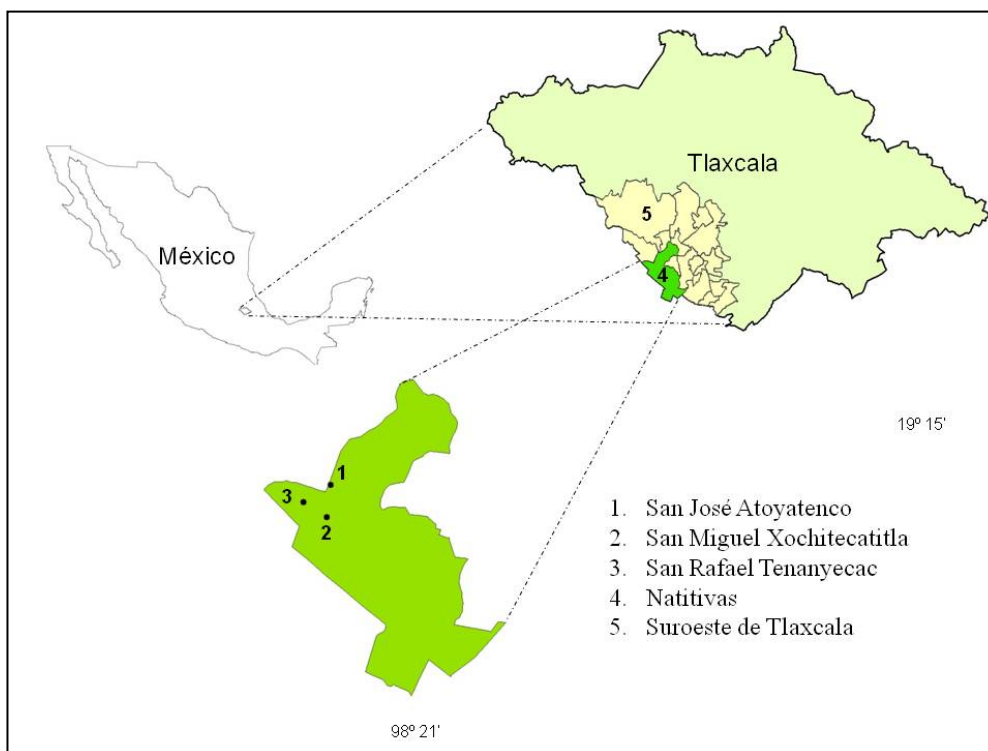 Tlaxcala
5
México
4
19º 15'
1
3
2
1. San José Atoyatenco
2. San Miguel Xochitecatitla
3. San Rafael Tenanyecac
4. Natitivas
5. Suroeste de Tlaxcala
98º 21'